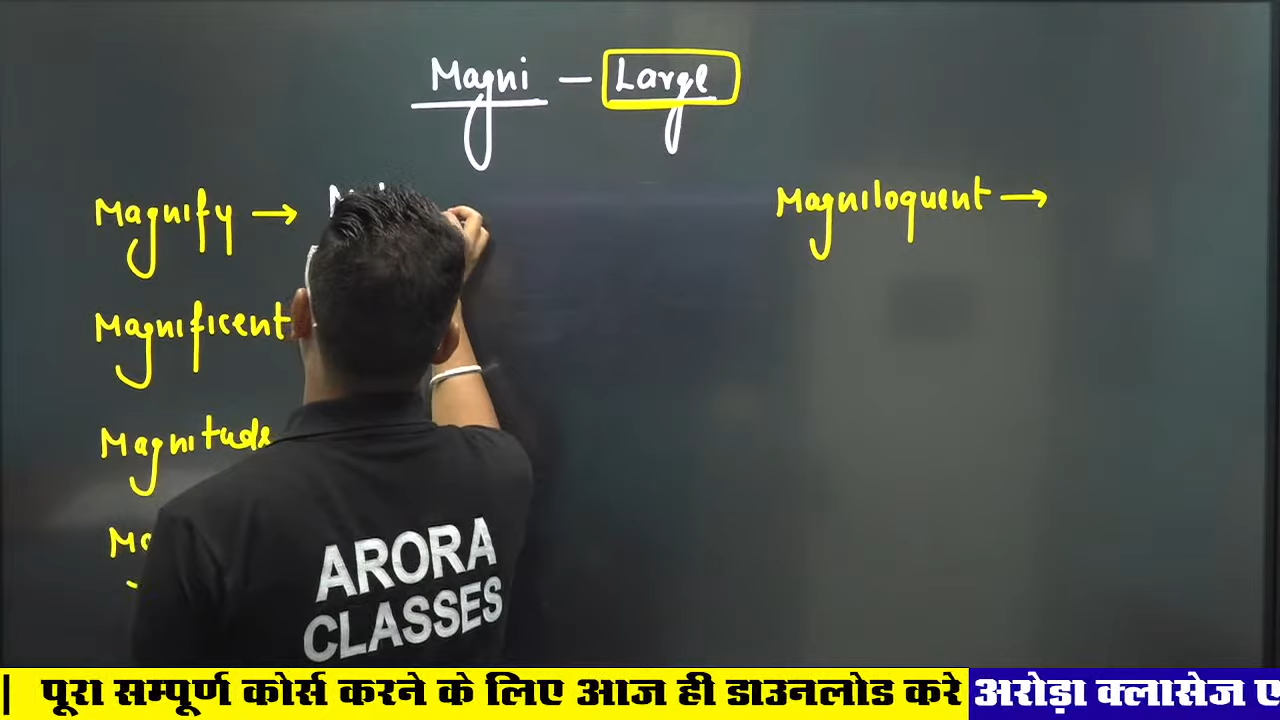 Magni - Large
Magnify →
Magniloquent →
Magnificent
Magnitude
ARORA
CLASSES
| पूरा सम्पूर्ण कोर्स करने के लिए आज ही डाउनलोड करे अरोड़ा क्लासेज ए